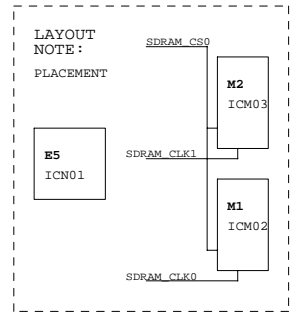 LAYOUT
NOTE:
PLACEMENT
SDRAM_CS0
M2
ICM03
E5
ICN01
SDRAM_CLK1
M1
ICM02
SDRAM_CLK0